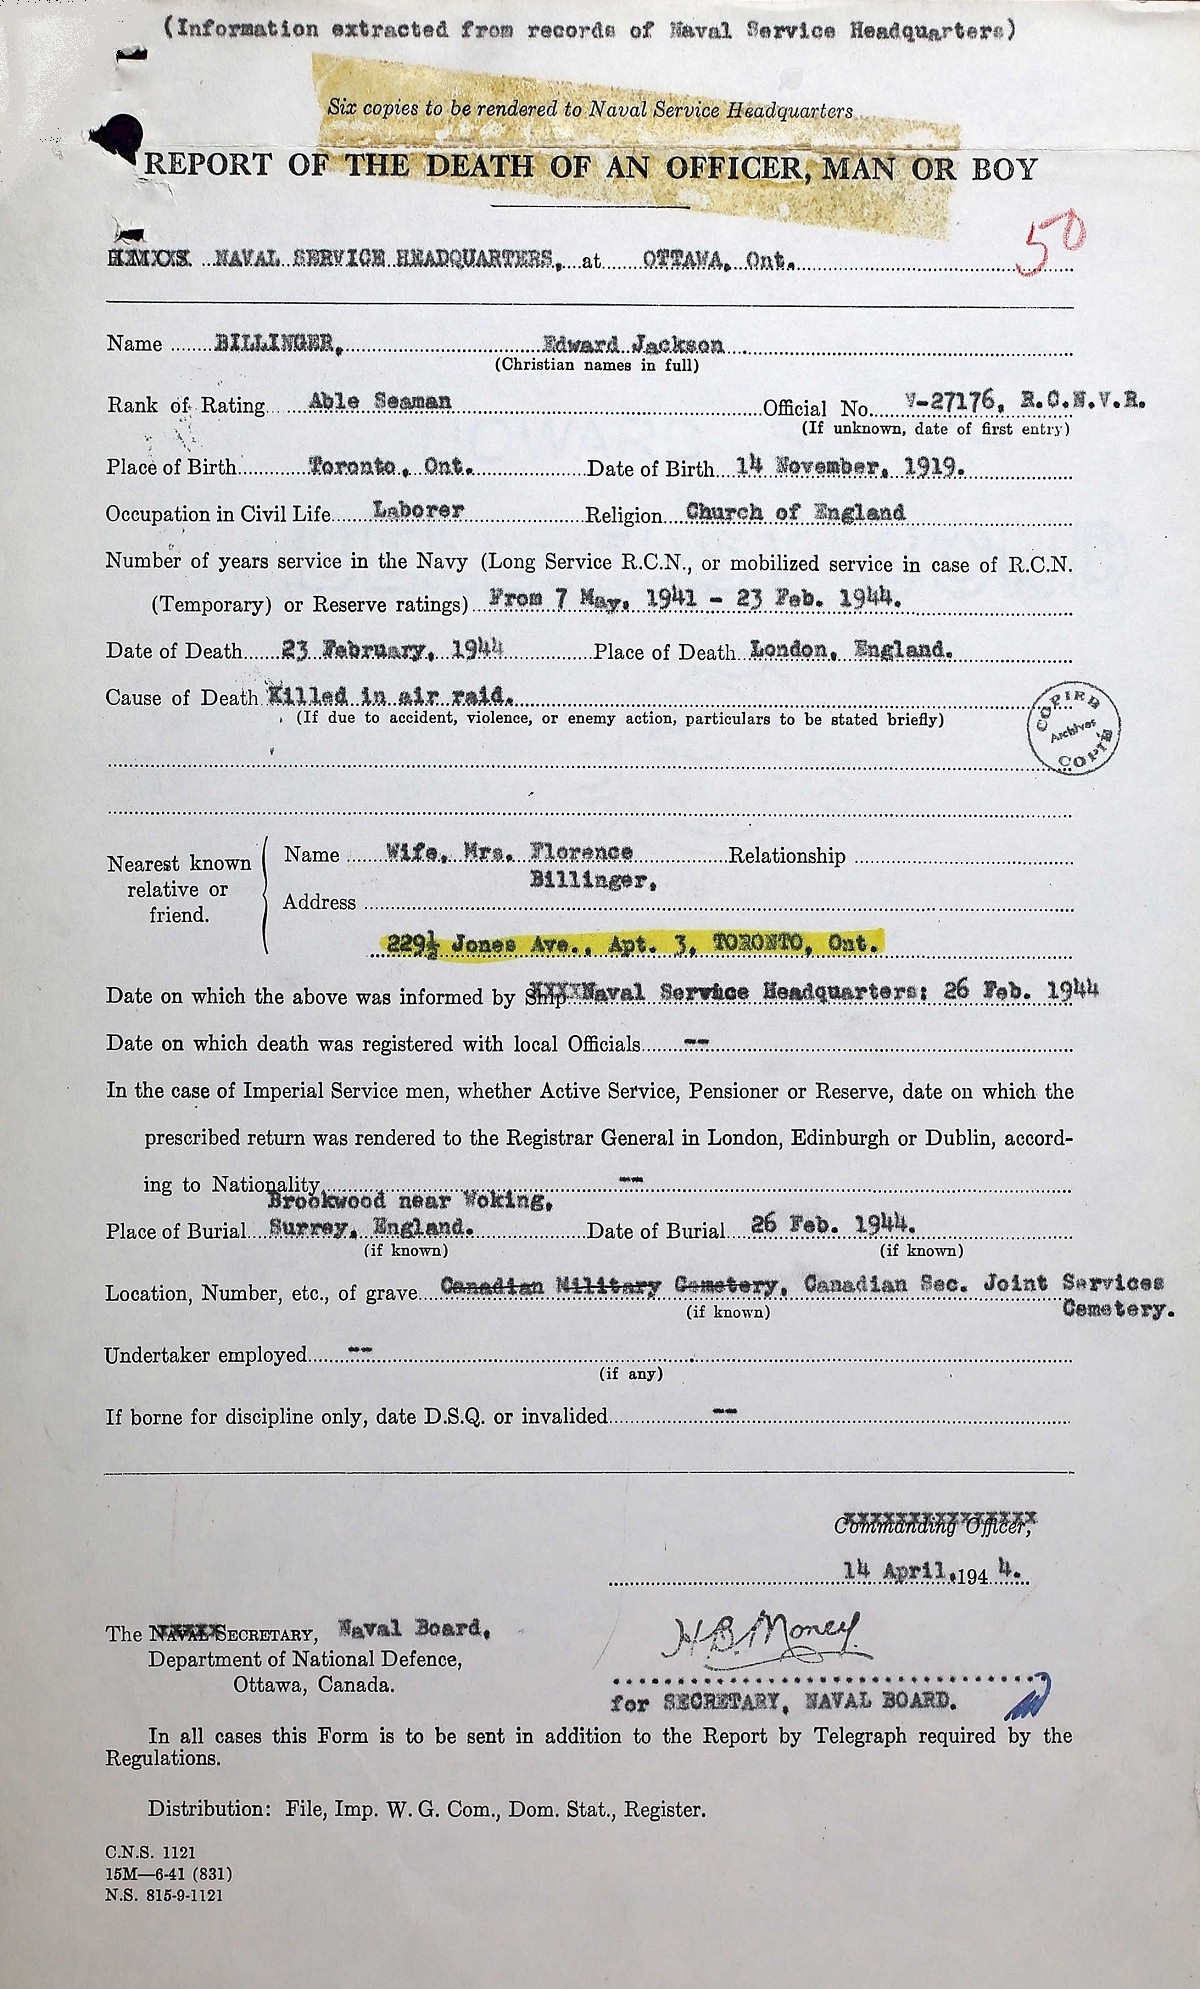 (Information extracted from records of Naval Service Headquarters)
Six copies to be rendered to Naval Service Headquarters
REPORT OF THE DEATH OF AN OFFICER, MAN OR BOY
50
H.M.C.S. NAVAL SERVICE HEADQUARTERS, at OTTAWA, Ont.
Name BILLINGER, Edward Jackson
(Christian names in full)
Rank of Rating Able Seaman Official No. V-27176, R.C.N.V.R.
(If unknown, date of first entry)
Place of Birth Toronto, Ont. Date of Birth 14 November, 1919.
Occupation in Civil Life Laborer Religion Church of England
Number of years service in the Navy (Long Service R.C.N., or mobilized service in case of R.C.N.
(Temporary) or Reserve ratings) From 7 May, 1941 - 23 Feb. 1944.
Date of Death 23 February, 1944 Place of Death London, England.
Cause of Death Killed in air raid.
(If due to accident, violence, or enemy action, particulars to be stated briefly)
COPIED
Archives
COPIÉ
Nearest known relative or friend.
Name Wife, Mrs. Florence Relationship
Billinger,
Address
229½ Jones Ave., Apt. 3, TORONTO, Ont.
Date on which the above was informed by Ship XXXX Naval Service Headquarters: 26 Feb. 1944
Date on which death was registered with local Officials --
In the case of Imperial Service men, whether Active Service, Pensioner or Reserve, date on which the
prescribed return was rendered to the Registrar General in London, Edinburgh or Dublin, accord-
ing to Nationality --
Brookwood near Woking,
Place of Burial Surrey, England. Date of Burial 26 Feb. 1944.
(if known) (if known)
Location, Number, etc., of grave Canadian Military Cemetery, Canadian Sec. Joint Services
(if known) Cemetery.
Undertaker employed --
(if any)
If borne for discipline only, date D.S.Q. or invalided --
Commanding Officer,
14 April, 194 4.
The NAVAL SECRETARY, Naval Board,
Department of National Defence,
Ottawa, Canada.
H.B. Money
for SECRETARY, NAVAL BOARD.
In all cases this Form is to be sent in addition to the Report by Telegraph required by the
Regulations.
Distribution: File, Imp. W. G. Com., Dom. Stat., Register.
C.N.S. 1121
15M—6-41 (831)
N.S. 815-9-1121